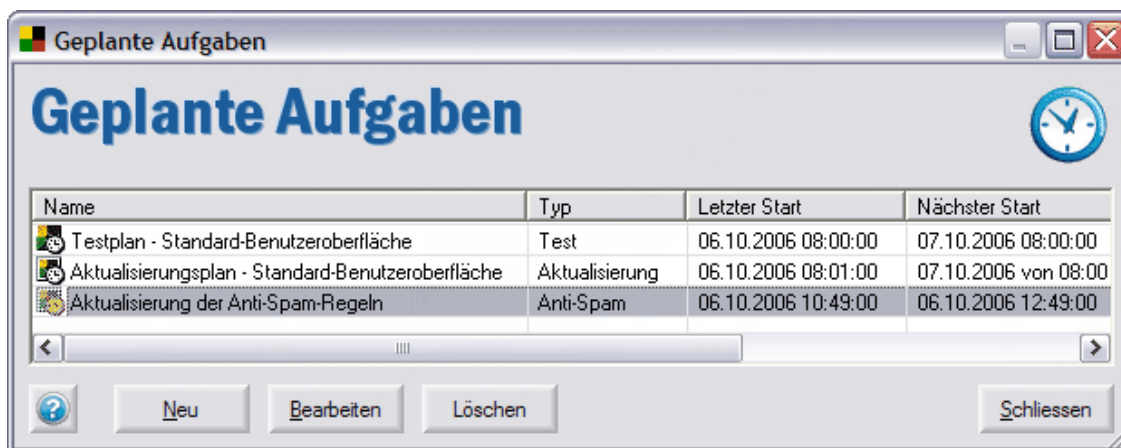 Geplante Aufgaben
Geplante Aufgaben
Name Typ Letzter Start Nächster Start
Testplan - Standard-Benutzeroberfläche Test 06.10.2006 08:00:00 07.10.2006 08:00:00
Aktualisierungsplan - Standard-Benutzeroberfläche Aktualisierung 06.10.2006 08:01:00 07.10.2006 von 08:00
Aktualisierung der Anti-Spam-Regeln Anti-Spam 06.10.2006 10:49:00 06.10.2006 12:49:00
Neu Bearbeiten Löschen Schliessen